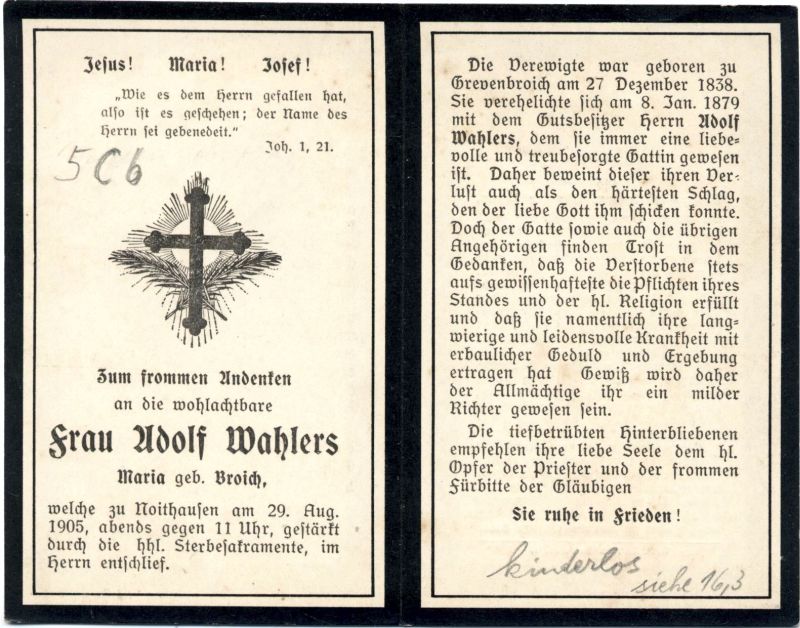 Jesus! Maria! Josef!
„Wie es dem Herrn gefallen hat,
also ist es geschehen; der Name des
Herrn sei gebenedeit."
Joh. 1, 21.
5C6
Zum frommen Andenken
an die wohlachtbare
Frau Adolf Wahlers
Maria geb. Broich,
welche zu Noithausen am 29. Aug.
1905, abends gegen 11 Uhr, gestärkt
durch die hhl. Sterbesakramente, im
Herrn entschlief.
Die Verewigte war geboren zu
Grevenbroich am 27 Dezember 1838.
Sie verehelichte sich am 8. Jan. 1879
mit dem Gutsbesitzer Herrn Adolf
Wahlers, dem sie immer eine liebe-
volle und treubesorgte Gattin gewesen
ist. Daher beweint dieser ihren Ver-
lust auch als den härtesten Schlag,
den der liebe Gott ihm schicken konnte.
Doch der Gatte sowie auch die übrigen
Angehörigen finden Trost in dem
Gedanken, daß die Verstorbene stets
aufs gewissenhafteste die Pflichten ihres
Standes und der hl. Religion erfüllt
und daß sie namentlich ihre lang-
wierige und leidensvolle Krankheit mit
erbaulicher Geduld und Ergebung
ertragen hat Gewiß wird daher
der Allmächtige ihr ein milder
Richter gewesen sein.
Die tiefbetrübten Hinterbliebenen
empfehlen ihre liebe Seele dem hl.
Opfer der Priester und der frommen
Fürbitte der Gläubigen
Sie ruhe in Frieden!
kinderlos
siehe 16,3